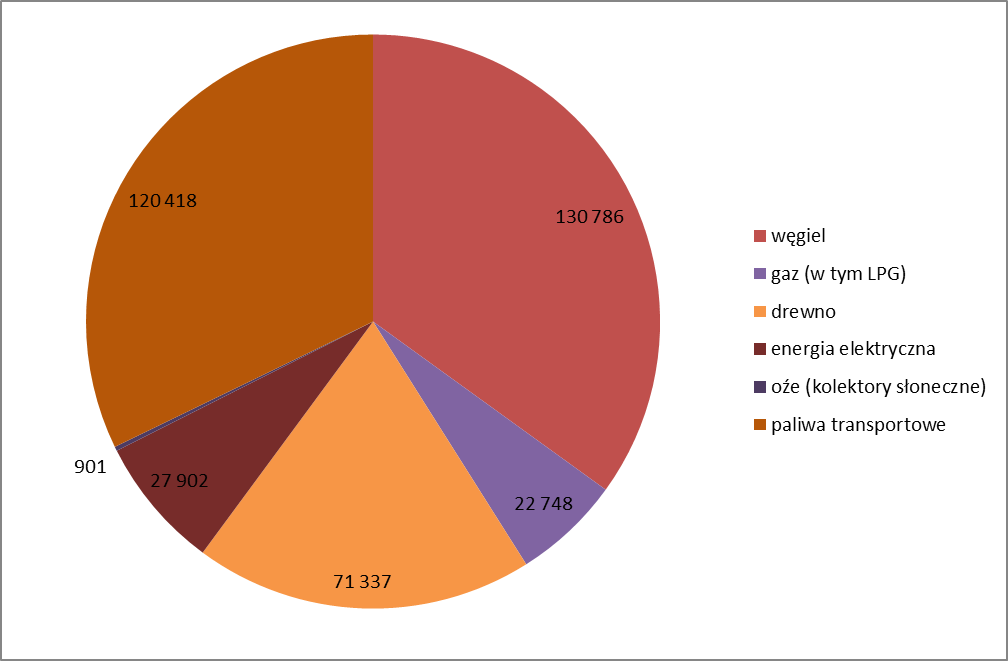 120 418
130 786
901
27 902
22 748
71 337
węgiel
gaz (w tym LPG)
drewno
energia elektryczna
oźe (kolektory słoneczne)
paliwa transportowe